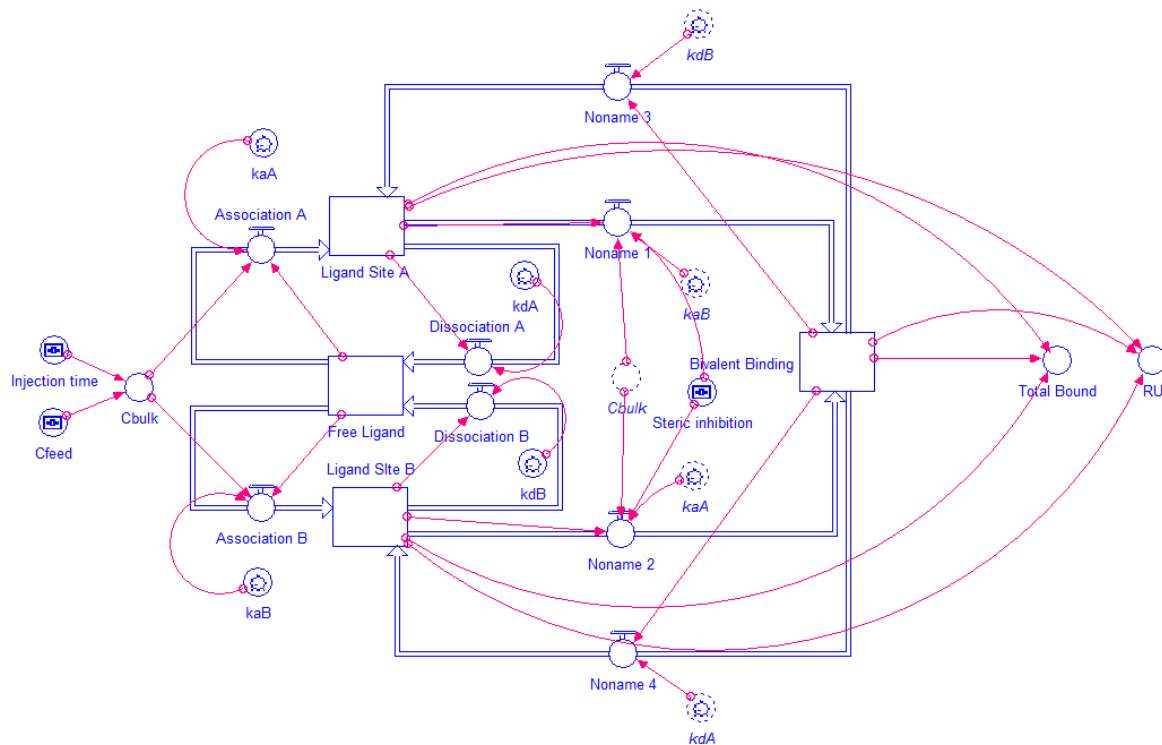 kdB
Noname 3
kaA
Association A
Ligand Site A
Noname 1
kdA
kaB
Dissociation A
Bivalent Binding
Injection time
Cbulk
Cbulk
Total Bound
RU
Steric inhibition
Free Ligand
Dissociation B
Cfeed
Ligand SIte B
kdB
kaA
Association B
Noname 2
kaB
Noname 4
kdA